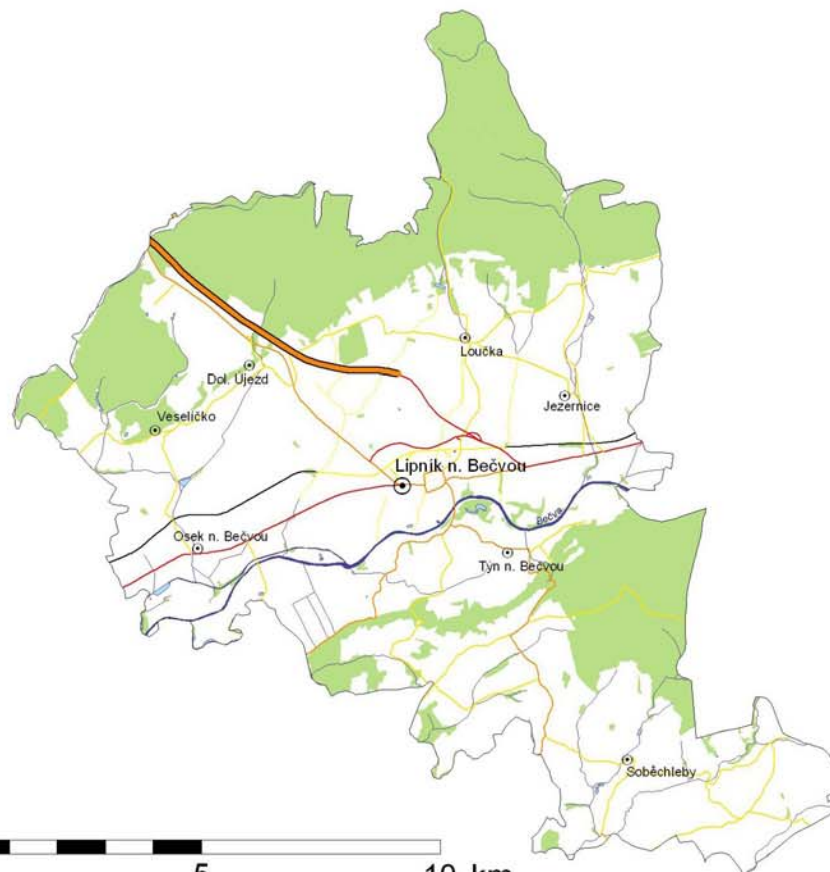 Loučka
Dol. Újezd
Jezernice
Veselíčko
Lipník n. Bečvou
Bečva
Osek n. Bečvou
Týn n. Bečvou
Soběchleby
5
10 km